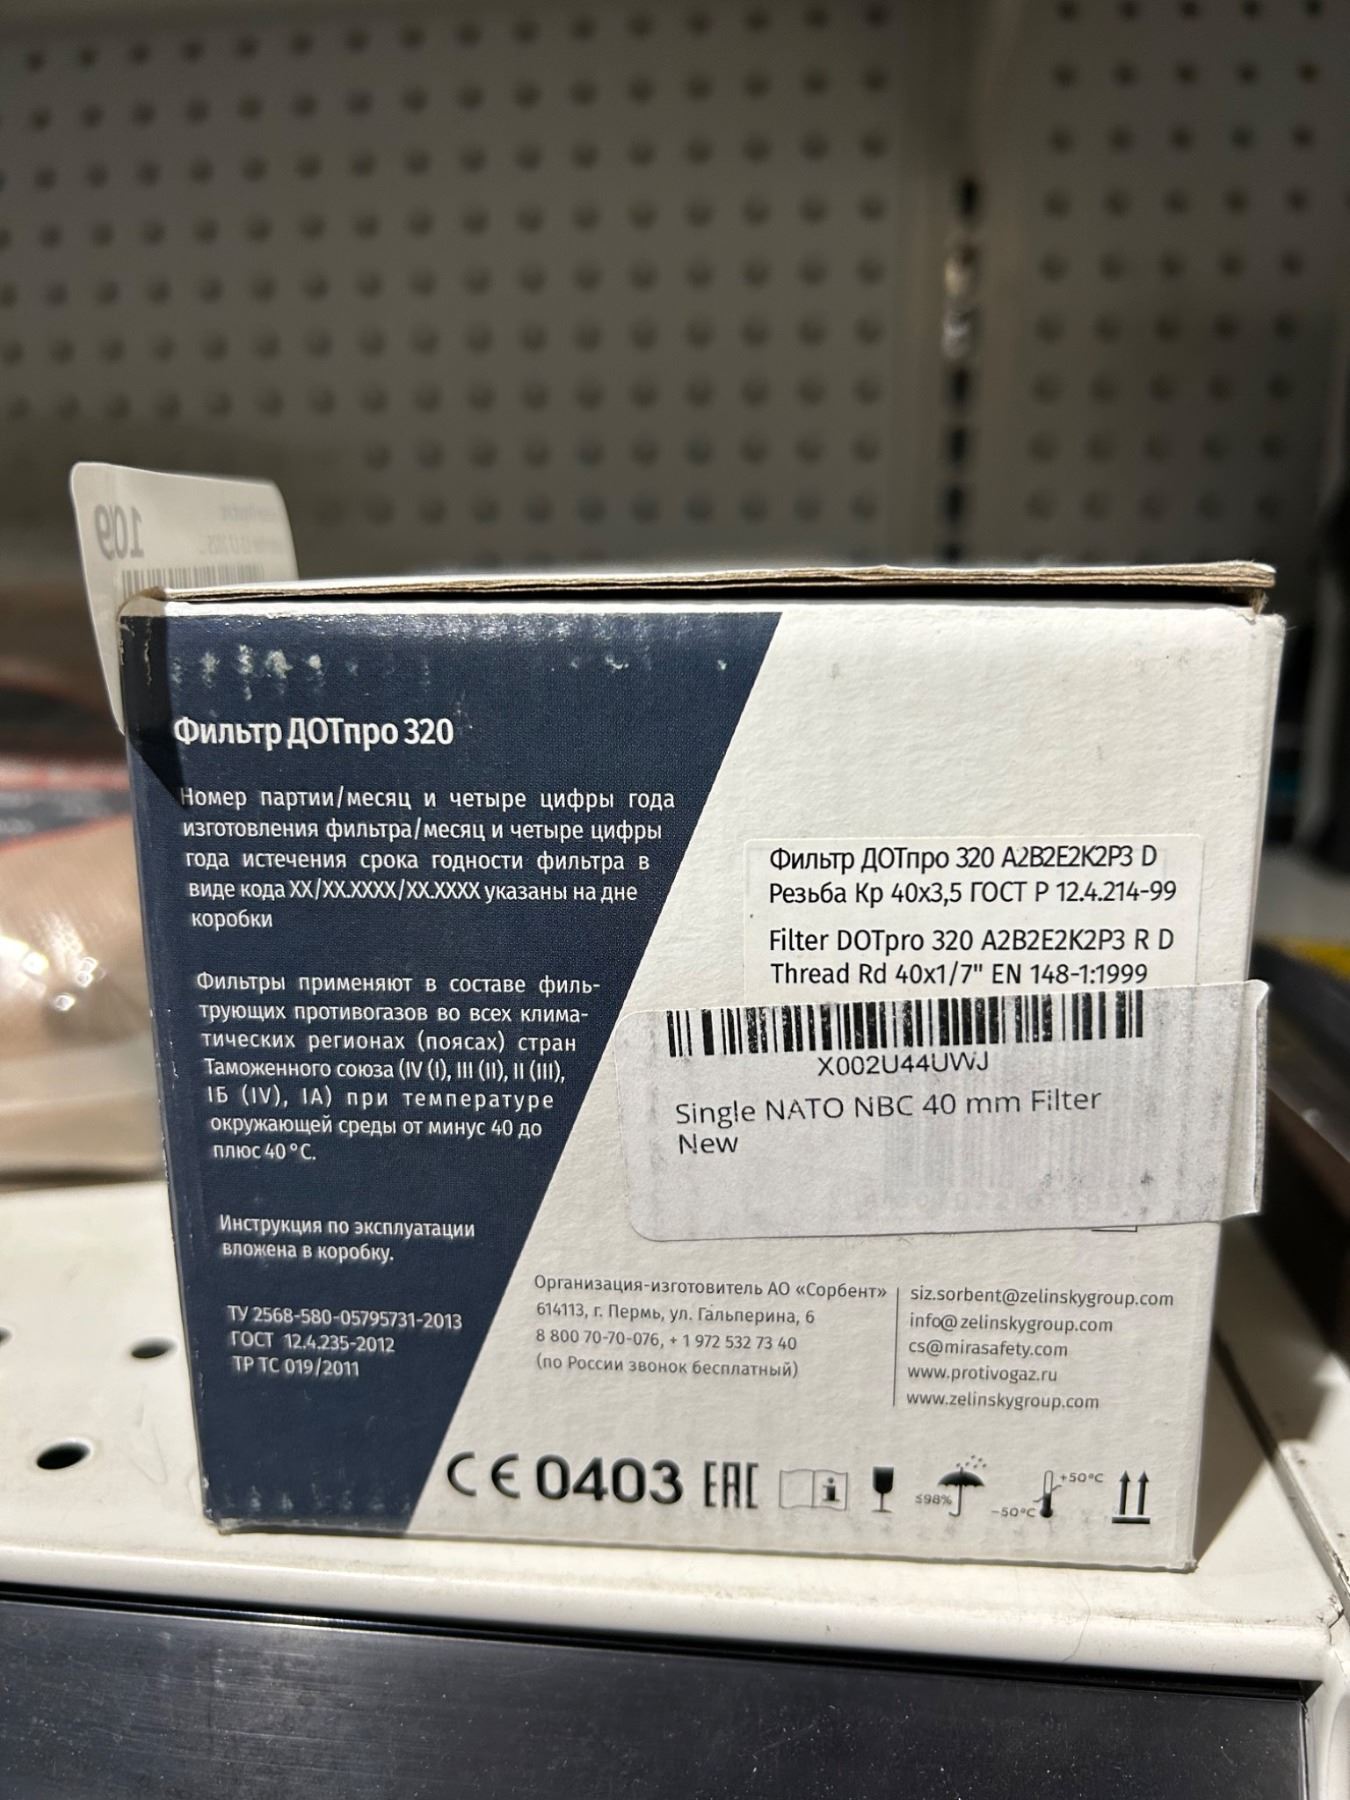 109
Фильтр ДОТпро 320
Номер партии/месяц и четыре цифры года
изготовления фильтра/месяц и четыре цифры
года истечения срока годности фильтра в
виде кода XX/XX.XXXX/XX.XXXX указаны на дне
коробки
Фильтры применяют в составе филь-
трующих противогазов во всех клима-
тических регионах (поясах) стран
Таможенного союза (IV (I), III (II), II (III),
IБ (IV), IA) при температуре
окружающей среды от минус 40 до
плюс 40 °C.
Инструкция по эксплуатации
вложена в коробку.
ТУ 2568-580-05795731-2013
ГОСТ 12.4.235-2012
ТР ТС 019/2011
Фильтр ДОТпро 320 A2B2E2K2P3 D
Резьба Кр 40x3,5 ГОСТ Р 12.4.214-99
Filter DOTpro 320 A2B2E2K2P3 R D
Thread Rd 40x1/7" EN 148-1:1999
X002U44UWJ
Single NATO NBC 40 mm Filter
New
Организация-изготовитель АО «Сорбент»
614113, г. Пермь, ул. Гальперина, 6
8 800 70-70-076, + 1 972 532 73 40
(по России звонок бесплатный)
siz.sorbent@zelinskygroup.com
info@zelinskygroup.com
cs@mirasafety.com
www.protivogaz.ru
www.zelinskygroup.com
CE 0403 EAC i ≤98% -50°C +50°C